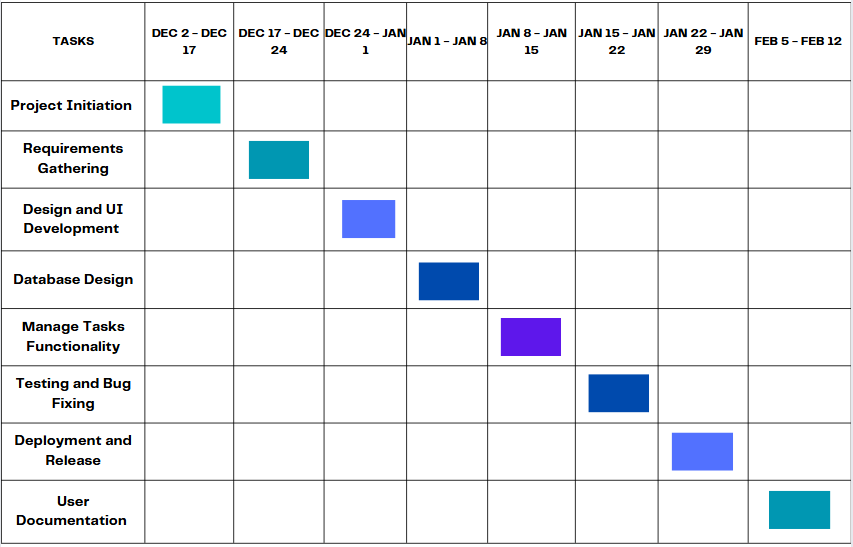 TASKS
DEC 2 – DEC
17
DEC 17 – DEC
24
DEC 24 – JAN
1
JAN 1 – JAN 8
JAN 8 – JAN
15
JAN 15 – JAN
22
JAN 22 – JAN
29
FEB 5 – FEB 12
Project Initiation
Requirements
Gathering
Design and UI
Development
Database Design
Manage Tasks
Functionality
Testing and Bug
Fixing
Deployment and
Release
User
Documentation